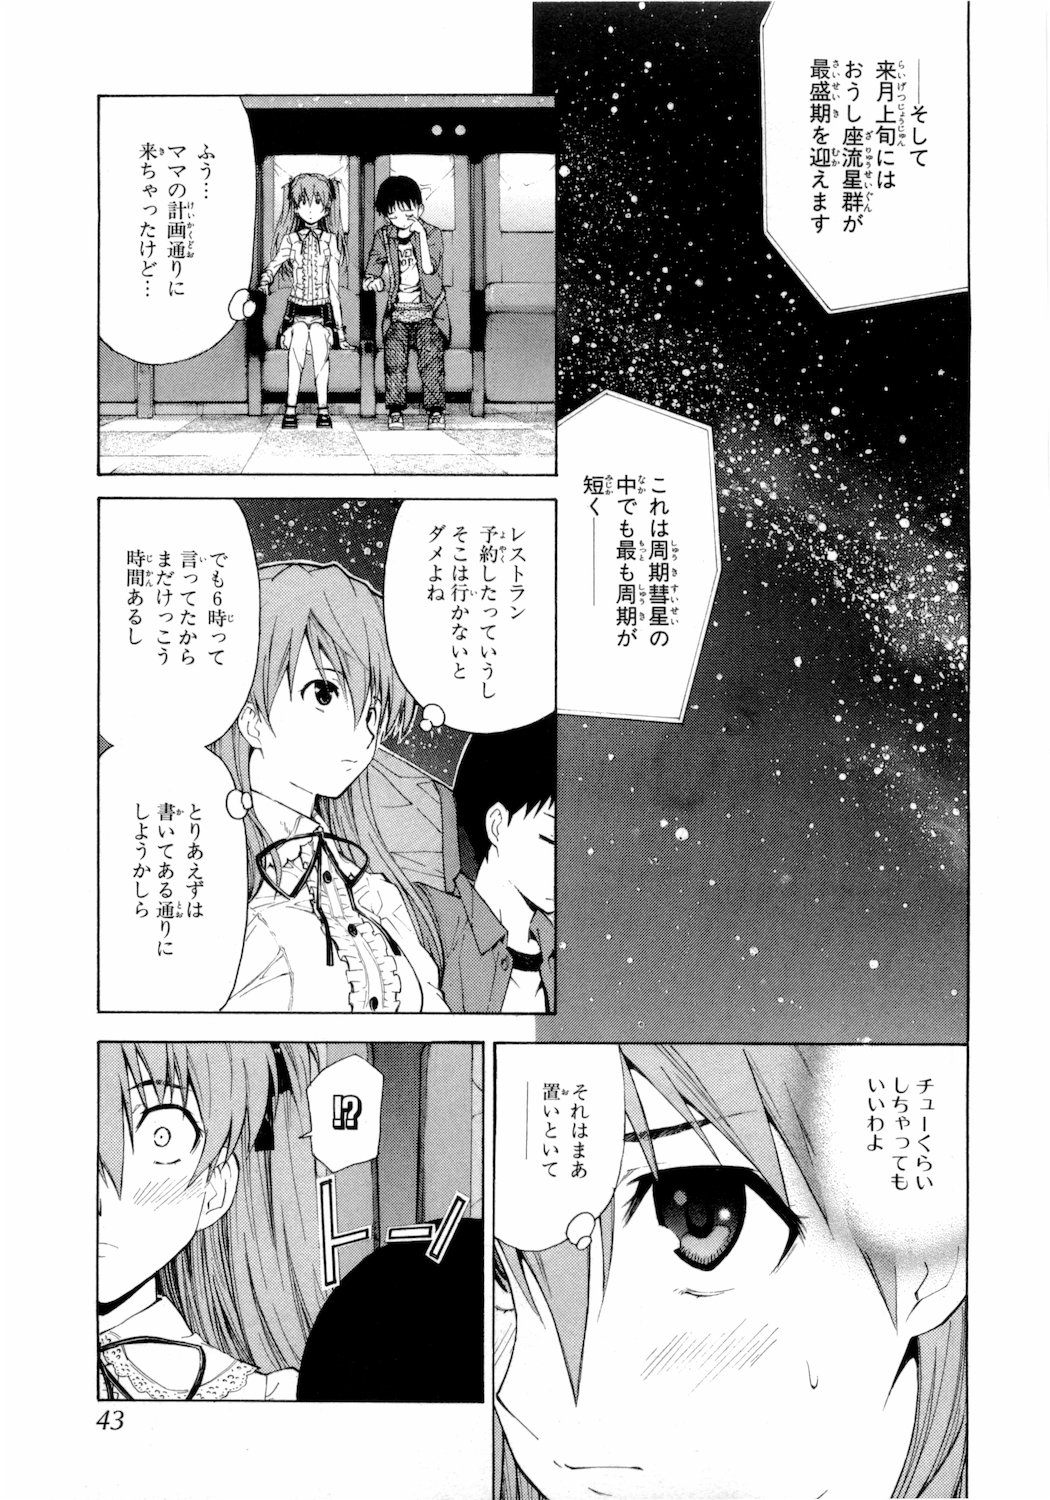 ――そして
来月上旬には
おうし座流星群が
最盛期を迎えます
これは周期彗星の
中でも最も周期が
短く――
ふう…
ママの計画通りに
来ちゃったけど…
レストラン
予約したっていうし
そこは行かないと
ダメよね
でも6時って
言ってたから
まだけっこう
時間あるし
とりあえずは
書いてある通りに
しようかしら
チューくらい
しちゃっても
いいわよ
それはまあ
置いといて
――
!?
トーン
43